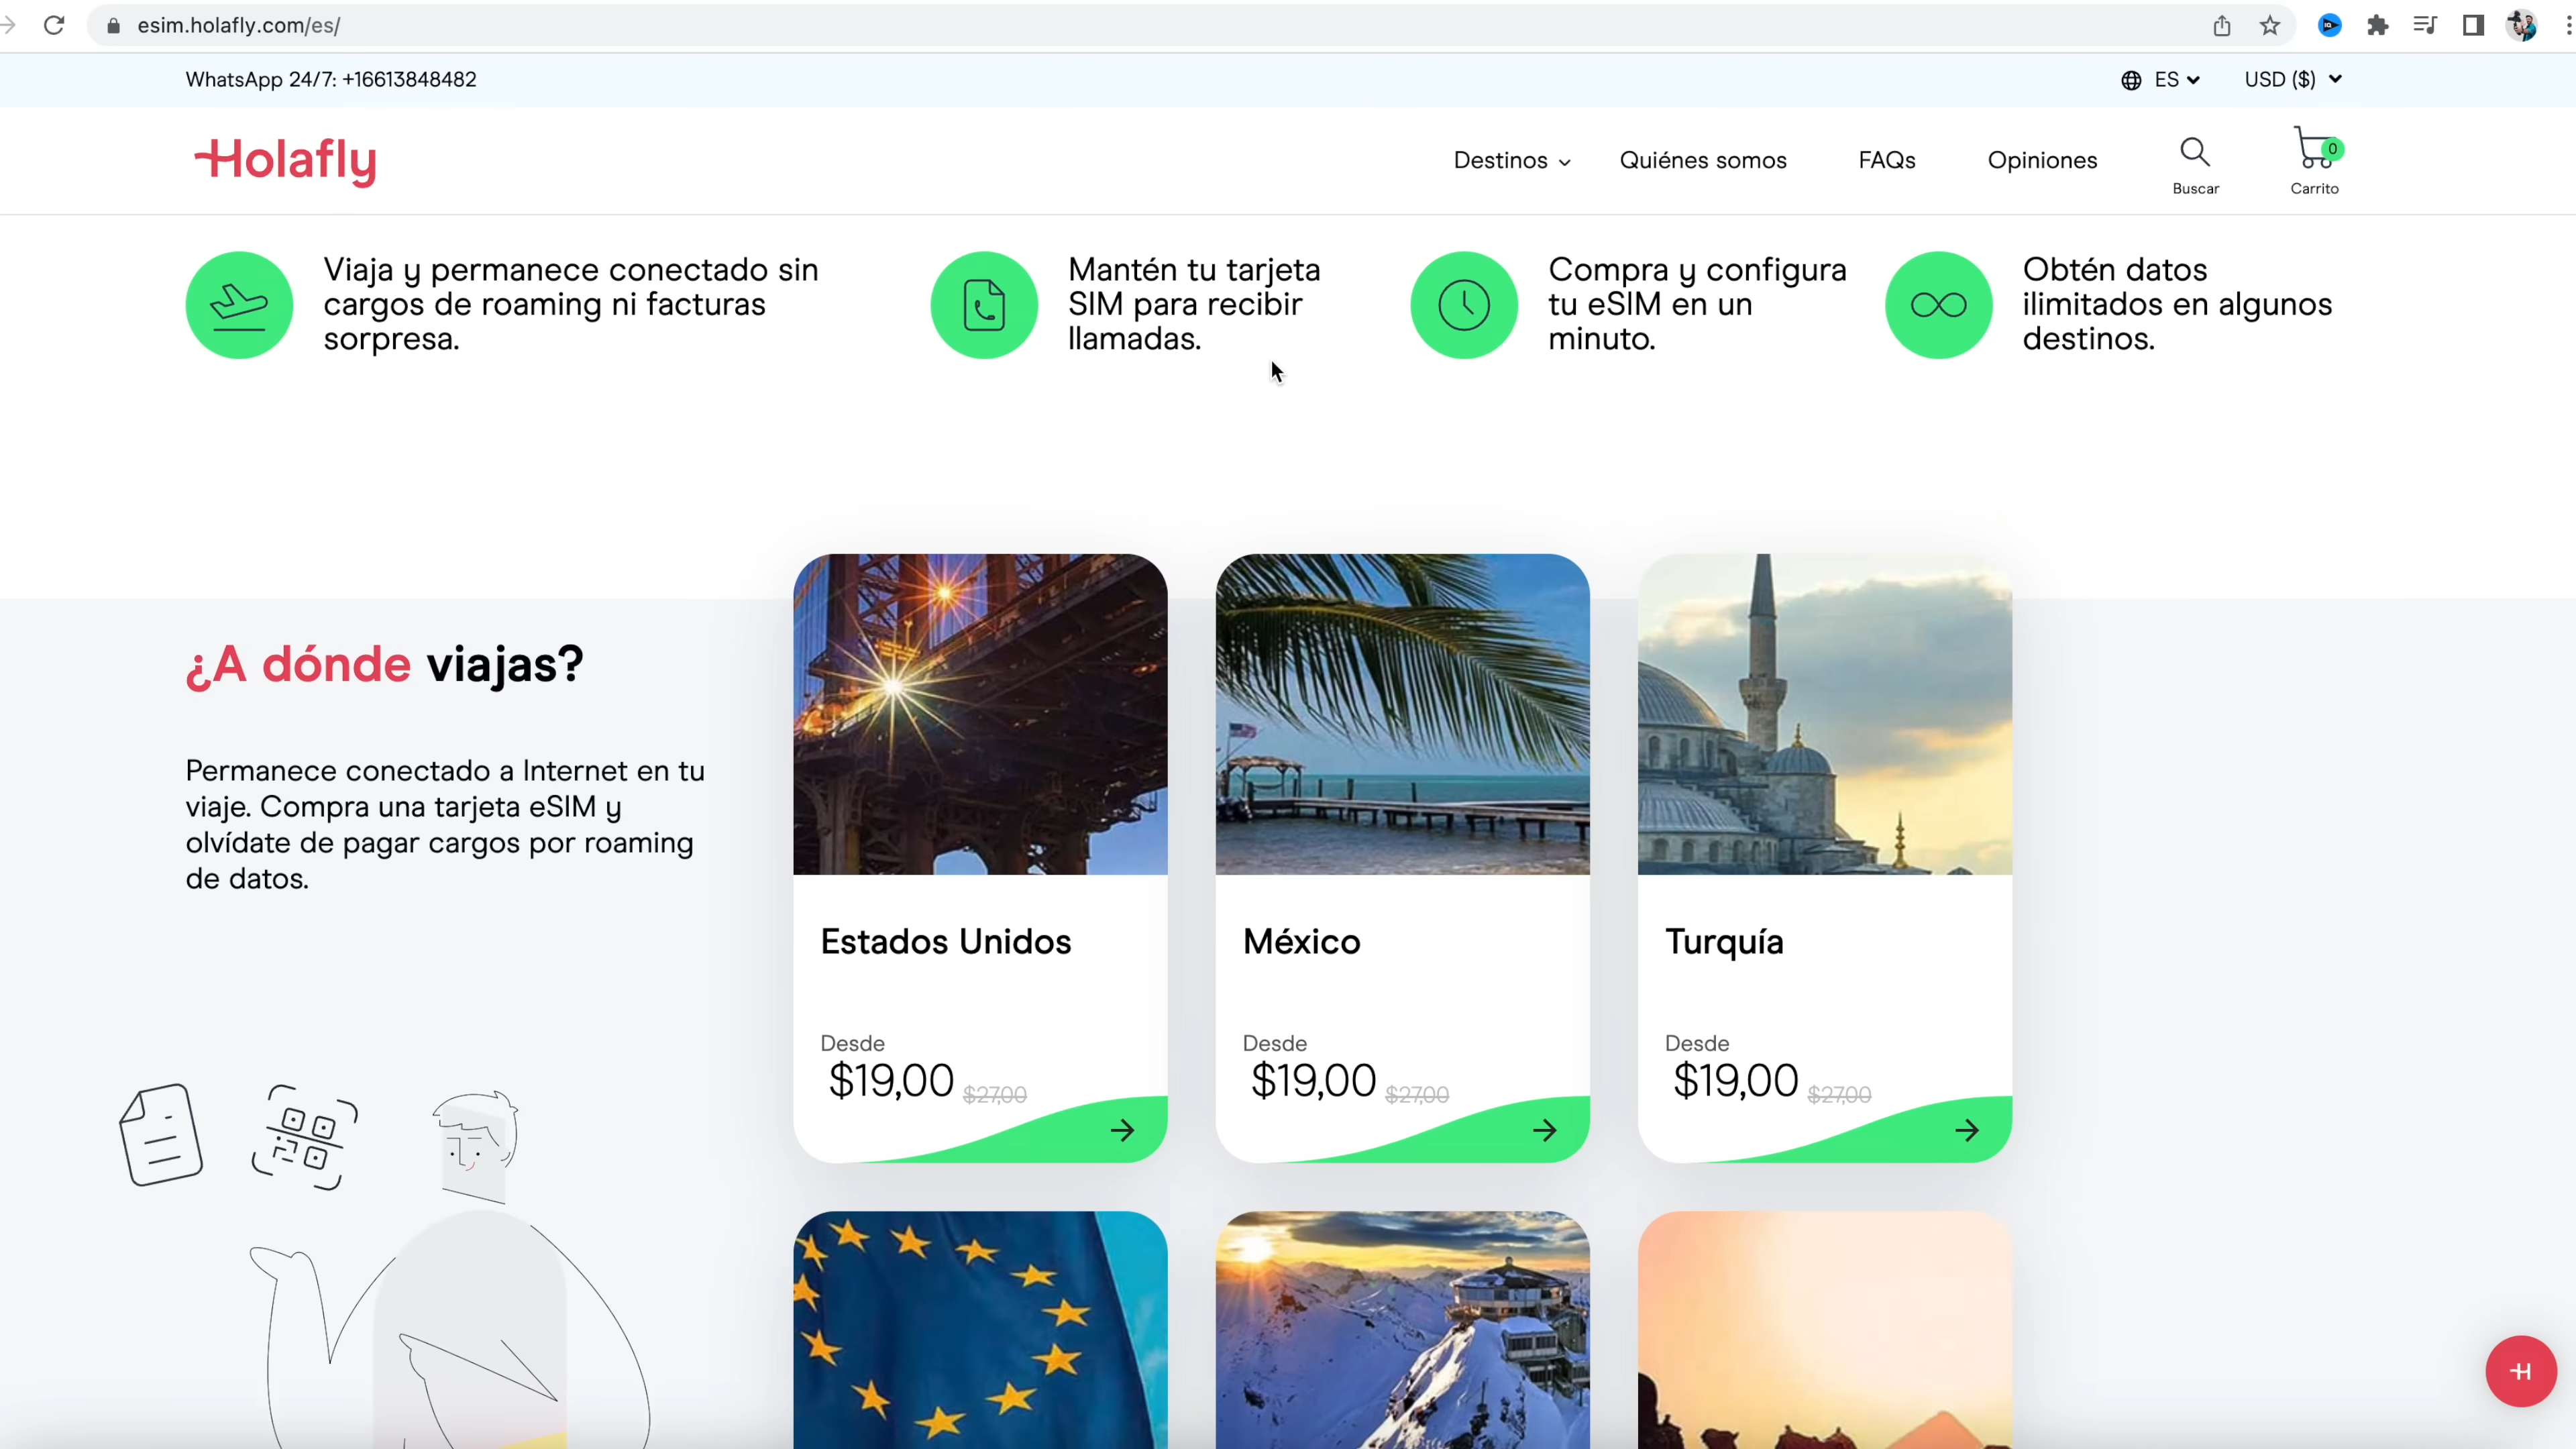 esim.holafly.com/es/
WhatsApp 24/7: +16613848482
ES
USD ($)
Holafly
Destinos
Quiénes somos
FAQs
Opiniones
Buscar
0
Carrito
Viaja y permanece conectado sin
cargos de roaming ni facturas
sorpresa.
Mantén tu tarjeta
SIM para recibir
llamadas.
Compra y configura
tu eSIM en un
minuto.
Obtén datos
ilimitados en algunos
destinos.
¿A dónde viajas?
Permanece conectado a Internet en tu
viaje. Compra una tarjeta eSIM y
olvídate de pagar cargos por roaming
de datos.
Estados Unidos
Desde
$19,00 $27,00
México
Desde
$19,00 $27,00
Turquía
Desde
$19,00 $27,00
H